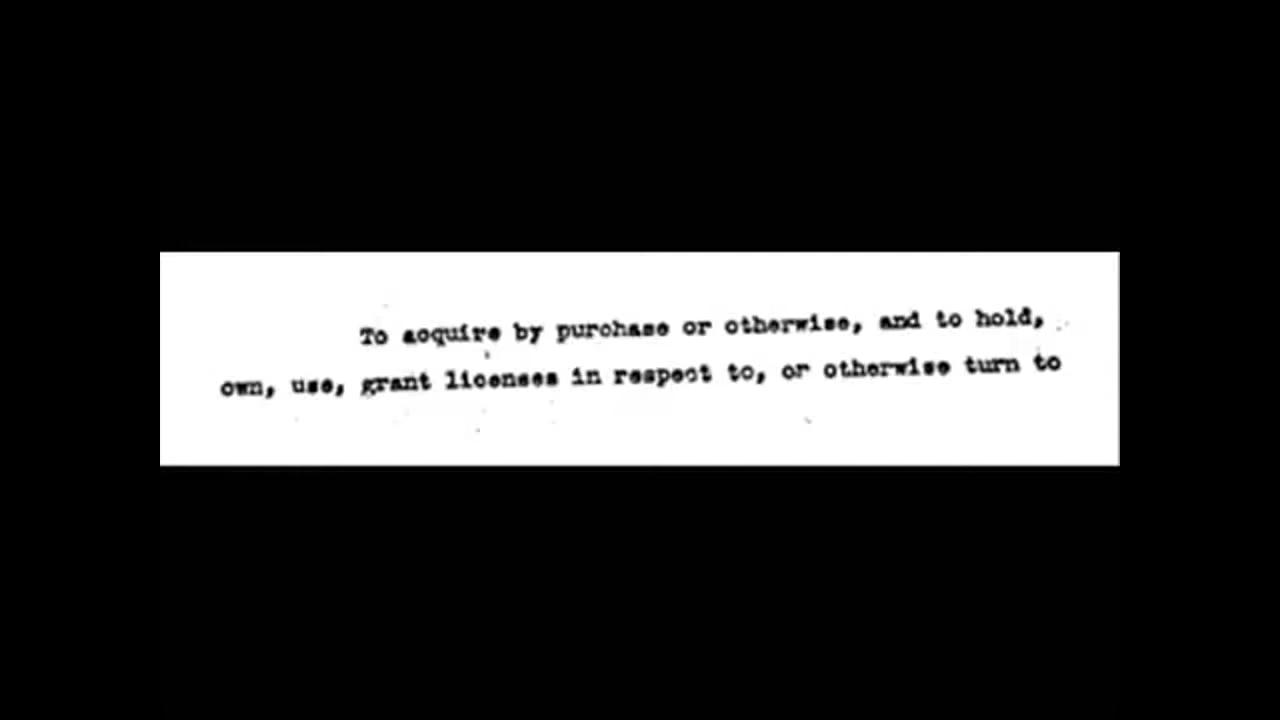 To acquire by purchase or otherwise, and to hold,
own, use, grant licenses in respect to, or otherwise turn to